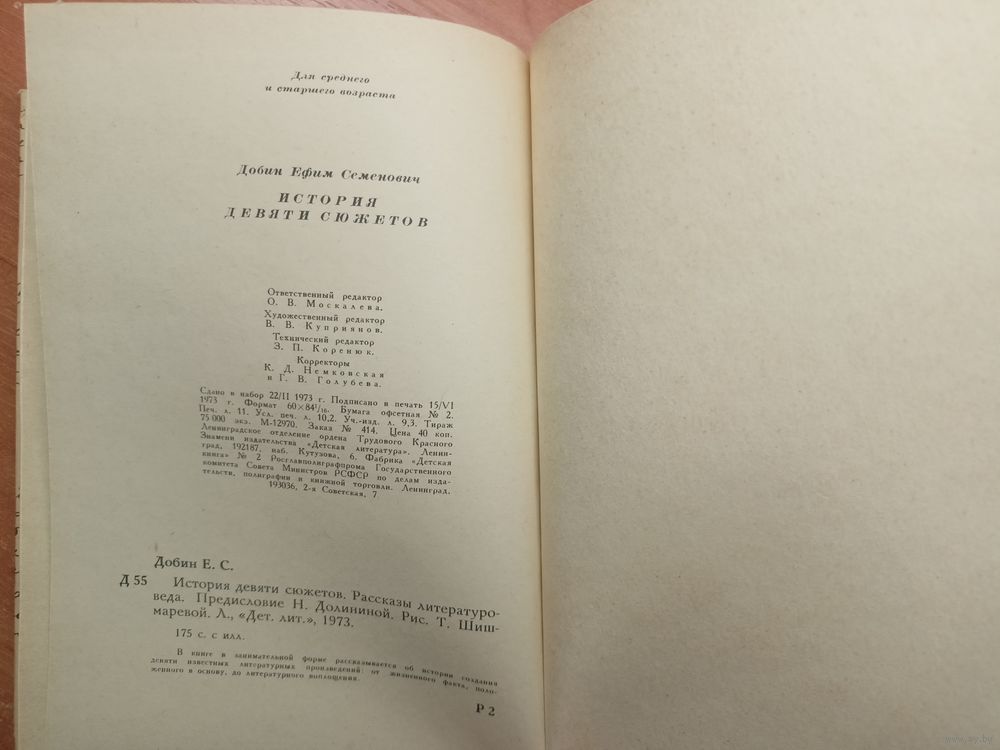 Для среднего
и старшего возраста
Добин Ефим Семенович
ИСТОРИЯ
ДЕВЯТИ СЮЖЕТОВ
Ответственный редактор
О. В. Москалева.
Художественный редактор
В. В. Куприянов.
Технический редактор
З. П. Коренюк.
Корректоры
К. Д. Немковская
и Г. В. Голубева.
Сдано в набор 22/II 1973 г. Подписано в печать 15/VI
1973 г. Формат 60×84¹/₁₆. Бумага офсетная № 2.
Печ. л. 11. Усл. печ. л. 10,2. Уч.-изд. л. 9,3. Тираж
75 000 экз. М-12970. Заказ № 414. Цена 40 коп.
Ленинградское отделение ордена Трудового Красного
Знамени издательства «Детская литература». Ленин-
град, 192187, наб. Кутузова, 6. Фабрика «Детская
книга» № 2 Росглавполиграфпрома Государственного
комитета Совета Министров РСФСР по делам изда-
тельств, полиграфии и книжной торговли. Ленинград,
193036, 2-я Советская, 7
Добин Е. С.
Д 55 История девяти сюжетов. Рассказы литературо-
веда. Предисловие Н. Долининой. Рис. Т. Шиш-
маревой. Л., «Дет. лит.», 1973.
175 с. с илл.
В книге в занимательной форме рассказывается об истории создания
девяти известных литературных произведений: от жизненного факта, поло-
женного в основу, до литературного воплощения.
Р 2
www.ay.by